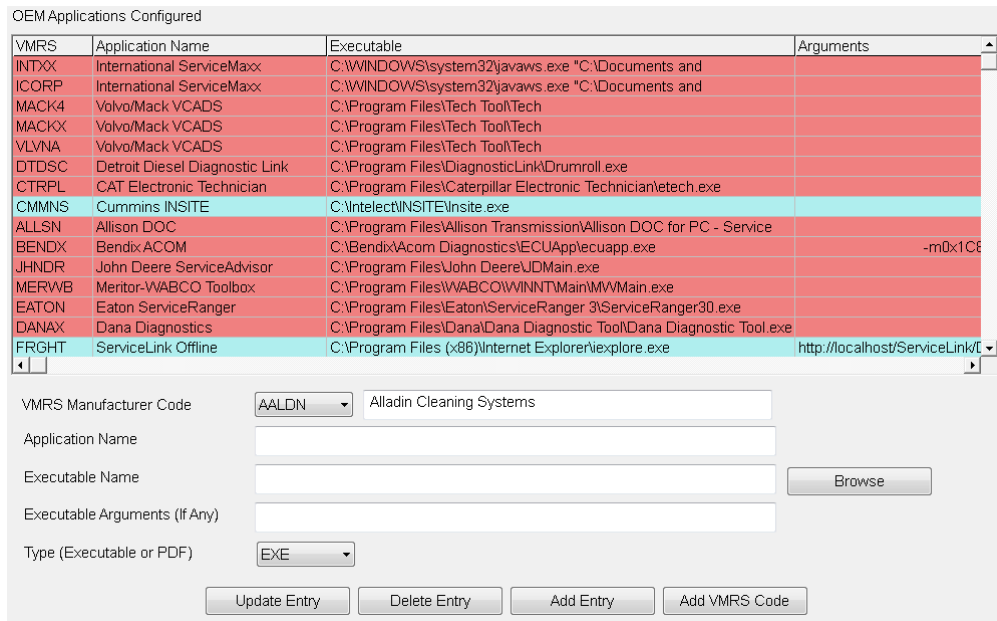 OEM Applications Configured
VMRS Application Name Executable Arguments
INTXX International ServiceMaxx C:\WINDOWS\system32\javaws.exe "C:\Documents and
ICORP International ServiceMaxx C:\WINDOWS\system32\javaws.exe "C:\Documents and
MACK4 Volvo/Mack VCADS C:\Program Files\Tech Tool\Tech
MACKX Volvo/Mack VCADS C:\Program Files\Tech Tool\Tech
VLVNA Volvo/Mack VCADS C:\Program Files\Tech Tool\Tech
DTDSC Detroit Diesel Diagnostic Link C:\Program Files\DiagnosticLink\Drumroll.exe
CTRPL CAT Electronic Technician C:\Program Files\Caterpillar Electronic Technician\etech.exe
CMMNS Cummins INSITE C:\Intelect\INSITE\Insite.exe
ALLSN Allison DOC C:\Program Files\Allison Transmission\Allison DOC for PC - Service
BENDX Bendix ACOM C:\Bendix\Acom Diagnostics\ECUApp\ecuapp.exe -m0x1C8
JHNDR John Deere ServiceAdvisor C:\Program Files\John Deere\JDMain.exe
MERWB Meritor-WABCO Toolbox C:\Program Files\WABCO\WINNT\Main\MWMain.exe
EATON Eaton ServiceRanger C:\Program Files\Eaton\ServiceRanger 3\ServiceRanger30.exe
DANAX Dana Diagnostics C:\Program Files\Dana\Dana Diagnostic Tool\Dana Diagnostic Tool.exe
FRGHT ServiceLink Offline C:\Program Files (x86)\Internet Explorer\iexplore.exe http://localhost/ServiceLink/D
VMRS Manufacturer Code AALDN Alladin Cleaning Systems
Application Name
Executable Name Browse
Executable Arguments (If Any)
Type (Executable or PDF) EXE
Update Entry Delete Entry Add Entry Add VMRS Code